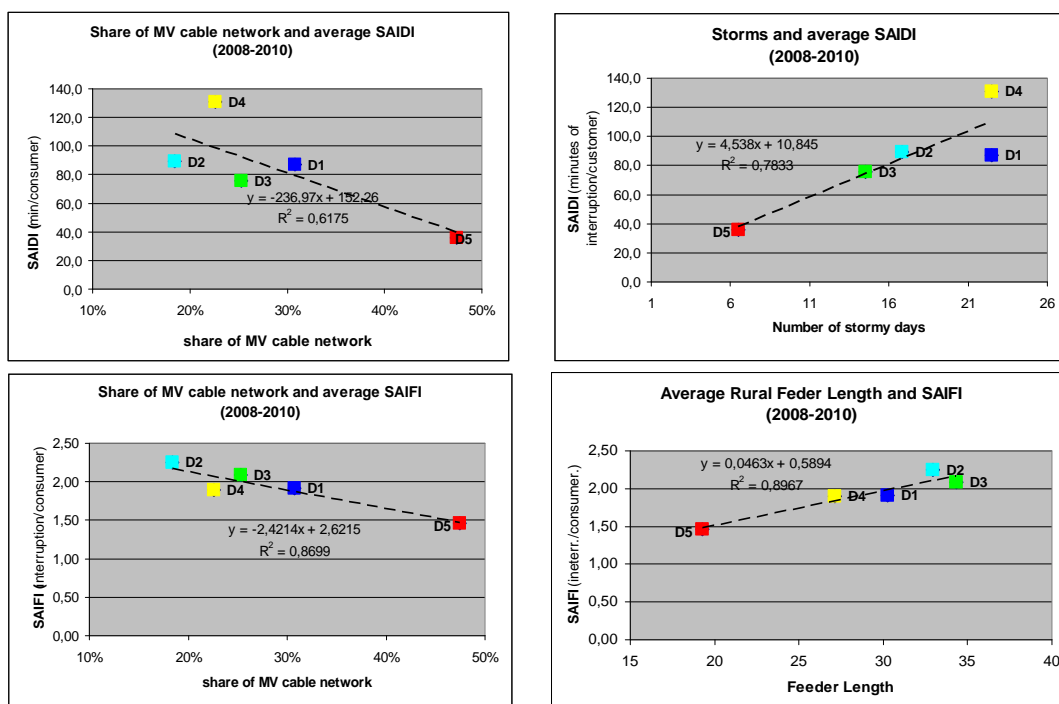 Share of MV cable network and average SAIDI
(2008-2010)
SAIDI (min/consumer)
140,0
120,0
100,0
80,0
60,0
40,0
20,0
0,0
D4
D2
D1
D3
y = -236,97x + 152,26
R² = 0,6175
D5
10%
20%
30%
40%
50%
share of MV cable network
Storms and average SAIDI
(2008-2010)
SAIDI (minutes of
interruption/customer)
140,0
120,0
100,0
80,0
60,0
40,0
20,0
0,0
D4
y = 4,538x + 10,845
R² = 0,7833
D2
D1
D3
D5
1
6
11
16
21
26
Number of stormy days
Share of MV cable network and average SAIFI
(2008-2010)
SAIFI (interruption/consumer)
2,50
2,00
1,50
1,00
0,50
0,00
D2
D3
D4
D1
D5
y = -2,4214x + 2,6215
R² = 0,8699
10%
20%
30%
40%
50%
share of MV cable network
Average Rural Feder Length and SAIFI
(2008-2010)
SAIFI (ineterr./consumer.)
2,50
2,00
1,50
1,00
0,50
0,00
y = 0,0463x + 0,5894
R² = 0,8967
D2
D3
D4
D1
D5
15
20
25
30
35
40
Feeder Length